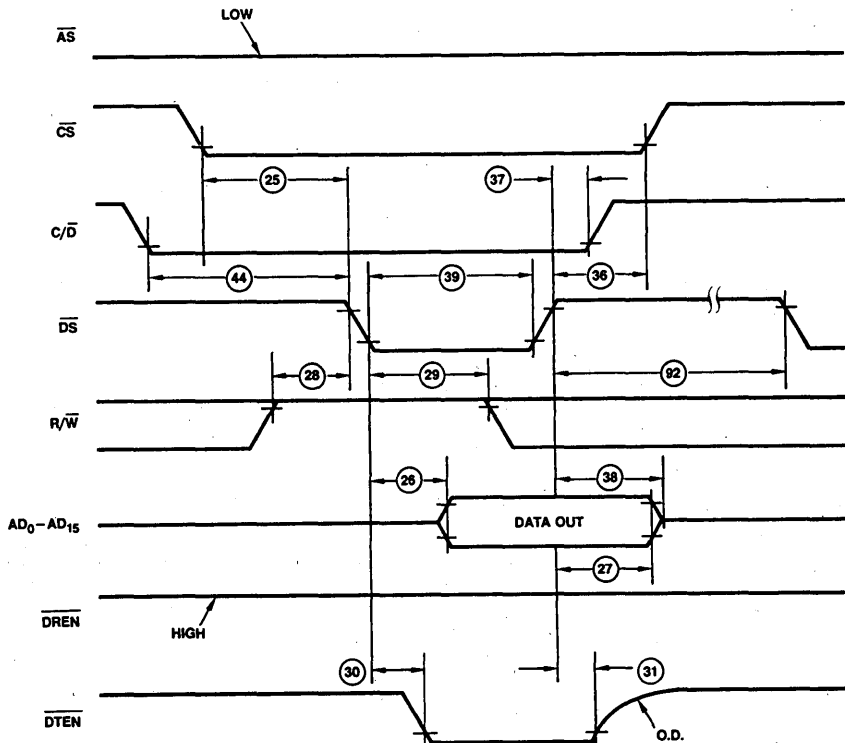 LOW
AS
CS
25
37
C/D
44
39
36
DS
28
29
92
R/W
26
38
AD0–AD15
DATA OUT
27
DREN
HIGH
30
31
DTEN
O.D.